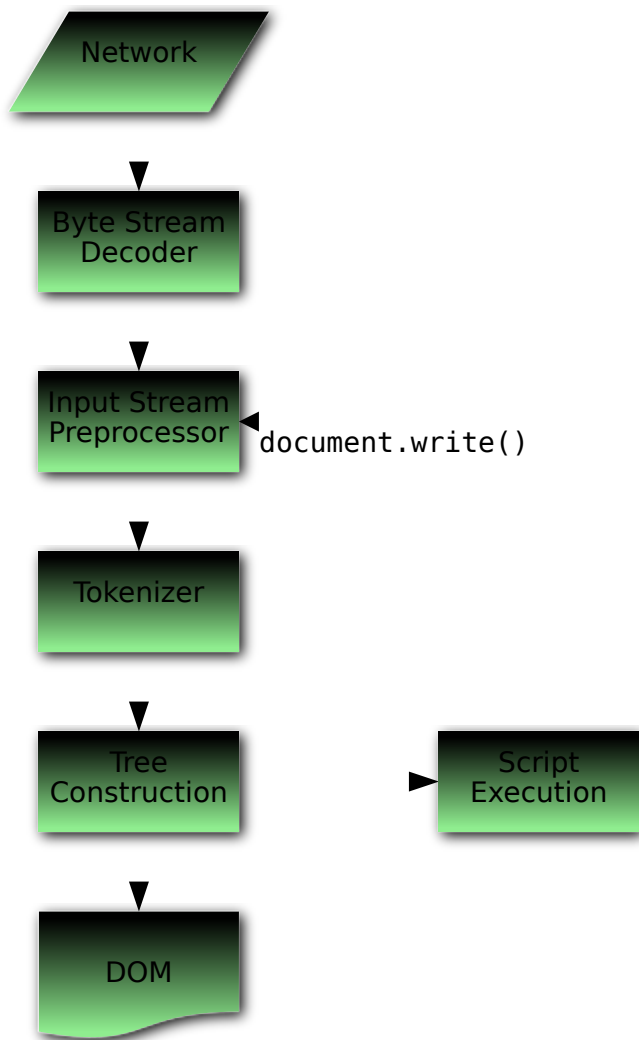 Network
Byte Stream
Decoder
Input Stream
Preprocessor
document.write()
Tokenizer
Tree
Construction
Script
Execution
DOM